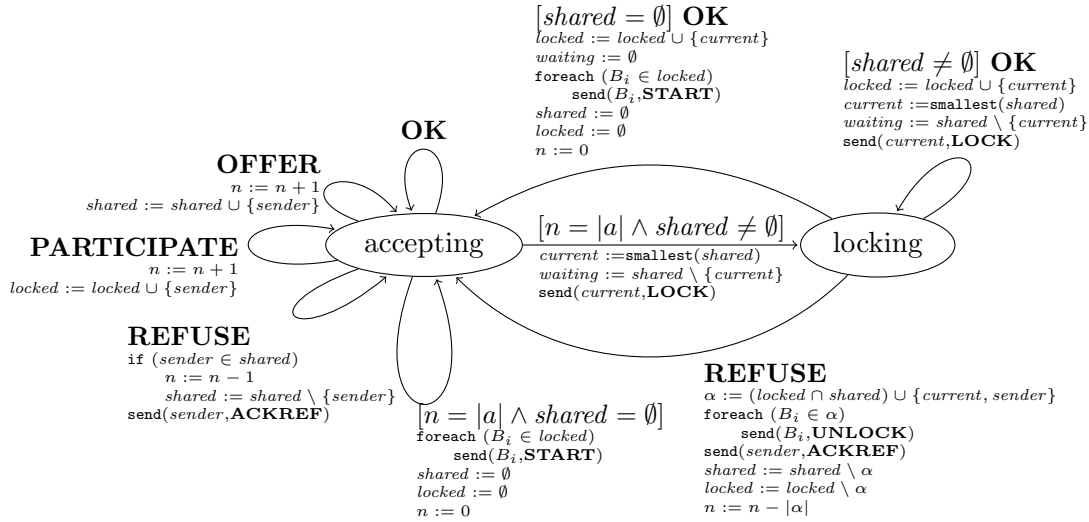 [shared = ∅] OK
locked := locked ∪ {current}
waiting := ∅
foreach (B_i ∈ locked)
send(B_i,START)
shared := ∅
locked := ∅
n := 0
[shared ≠ ∅] OK
locked := locked ∪ {current}
current :=smallest(shared)
waiting := shared \ {current}
send(current,LOCK)
OK
OFFER
n := n + 1
shared := shared ∪ {sender}
PARTICIPATE
n := n + 1
locked := locked ∪ {sender}
accepting
[n = |a| ∧ shared ≠ ∅]
current :=smallest(shared)
waiting := shared \ {current}
send(current,LOCK)
locking
REFUSE
if (sender ∈ shared)
n := n − 1
shared := shared \ {sender}
send(sender,ACKREF)
[n = |a| ∧ shared = ∅]
foreach (B_i ∈ locked)
send(B_i,START)
shared := ∅
locked := ∅
n := 0
REFUSE
α := (locked ∩ shared) ∪ {current, sender}
foreach (B_i ∈ α)
send(B_i,UNLOCK)
send(sender,ACKREF)
shared := shared \ α
locked := locked \ α
n := n − |α|